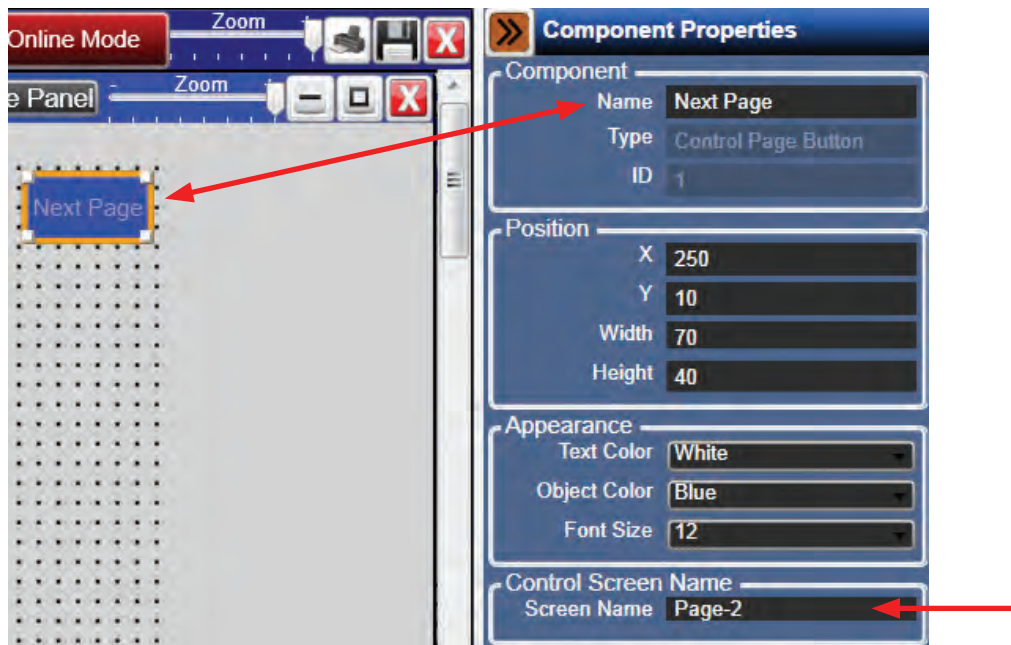 Online Mode
Zoom
e Panel
Zoom
Next Page
Component Properties
Component
Name Next Page
Type Control Page Button
ID 1
Position
X 250
Y 10
Width 70
Height 40
Appearance
Text Color White
Object Color Blue
Font Size 12
Control Screen Name
Screen Name Page-2